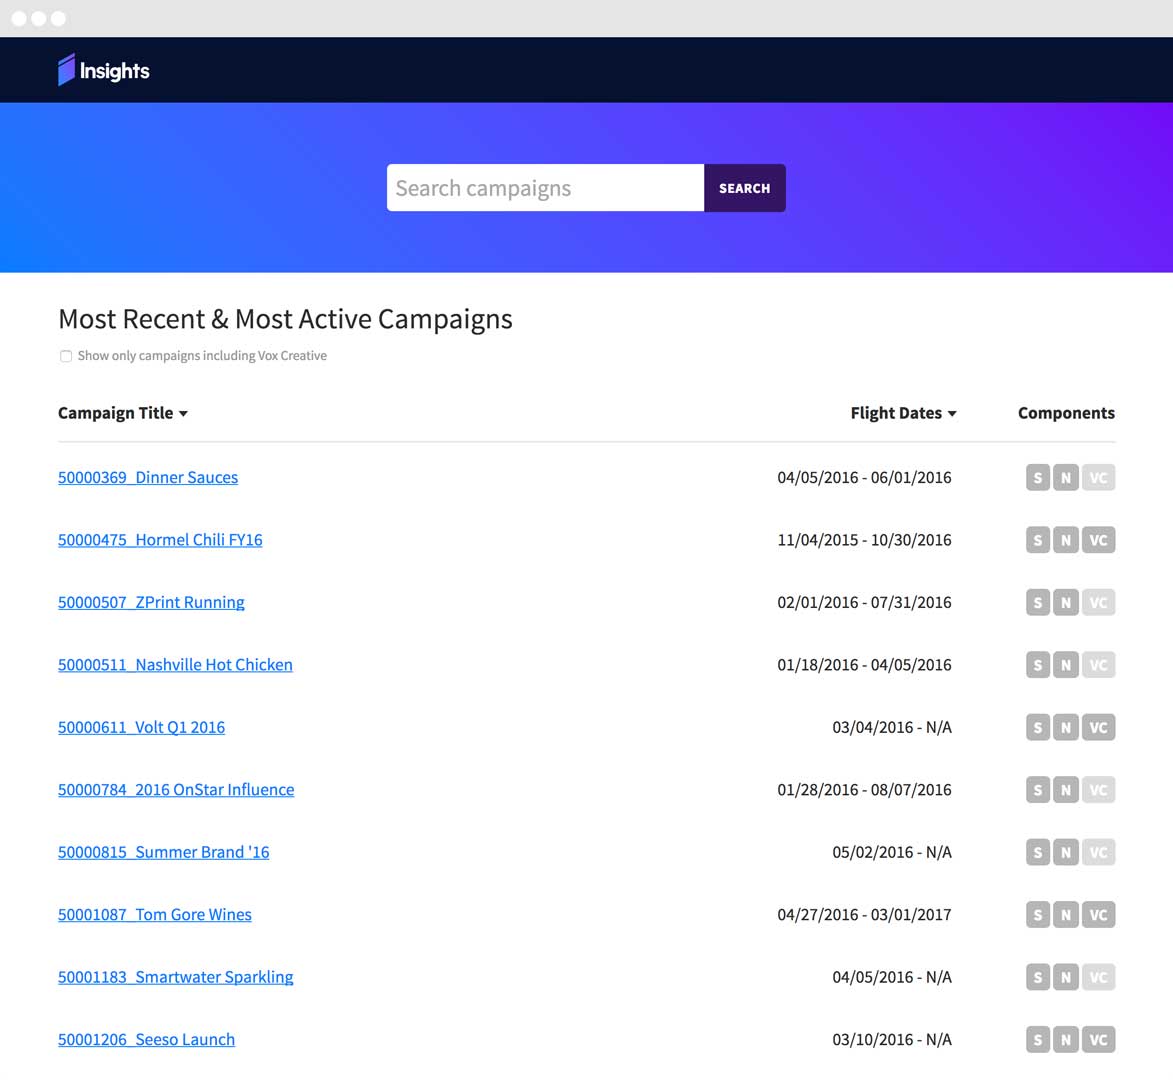 Insights
Search campaigns SEARCH
Most Recent & Most Active Campaigns
Show only campaigns including Vox Creative
Campaign Title Flight Dates Components
50000369_Dinner Sauces 04/05/2016 - 06/01/2016 S N VC
50000475_Hormel Chili FY16 11/04/2015 - 10/30/2016 S N VC
50000507_ZPrint Running 02/01/2016 - 07/31/2016 S N VC
50000511_Nashville Hot Chicken 01/18/2016 - 04/05/2016 S N VC
50000611_Volt Q1 2016 03/04/2016 - N/A S N VC
50000784_2016 OnStar Influence 01/28/2016 - 08/07/2016 S N VC
50000815_Summer Brand '16 05/02/2016 - N/A S N VC
50001087_Tom Gore Wines 04/27/2016 - 03/01/2017 S N VC
50001183_Smartwater Sparkling 04/05/2016 - N/A S N VC
50001206_Seeso Launch 03/10/2016 - N/A S N VC